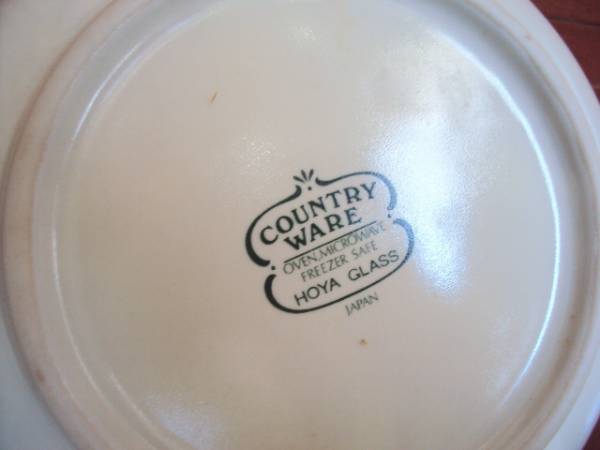 COUNTRY
WARE
OVEN.MICROWAVE
FREEZER SAFE
HOYA GLASS
JAPAN